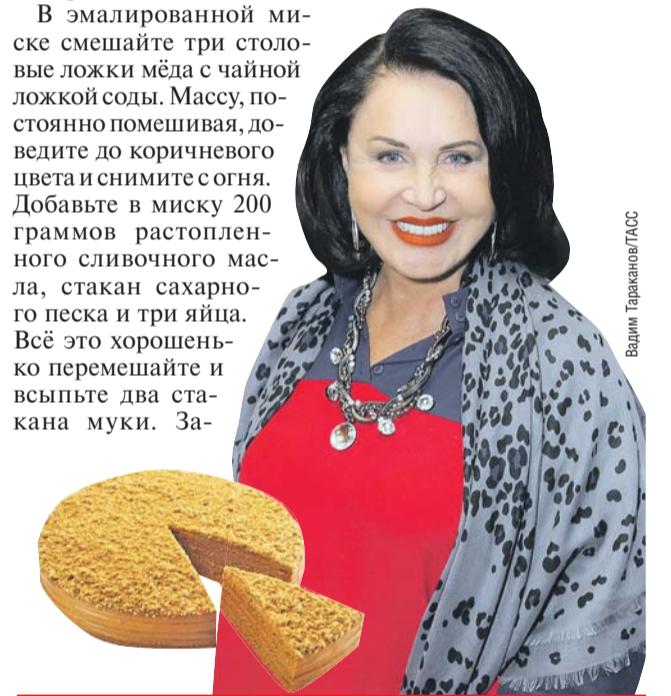 В эмалированной ми-
ске смешайте три столо-
вые ложки мёда с чайной
ложкой соды. Массу, по-
стоянно помешивая, до-
ведите до коричневого
цвета и снимите с огня.
Добавьте в миску 200
граммов растоплен-
ного сливочного мас-
ла, стакан сахарно-
го песка и три яйца.
Всё это хорошень-
ко перемешайте и
всыпьте два ста-
кана муки. За-
Вадим Тараканов/ТАСС